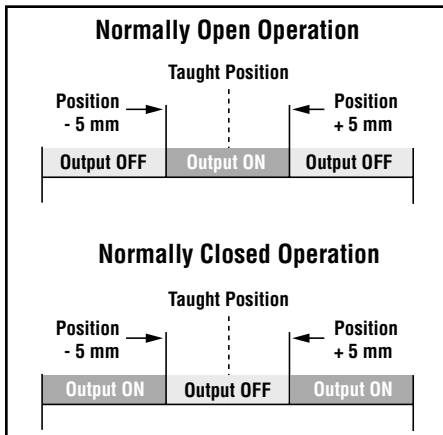 Normally Open Operation
Taught Position
Position
- 5 mm
Position
+ 5 mm
Output OFF
Output ON
Output OFF
Normally Closed Operation
Taught Position
Position
- 5 mm
Position
+ 5 mm
Output ON
Output OFF
Output ON